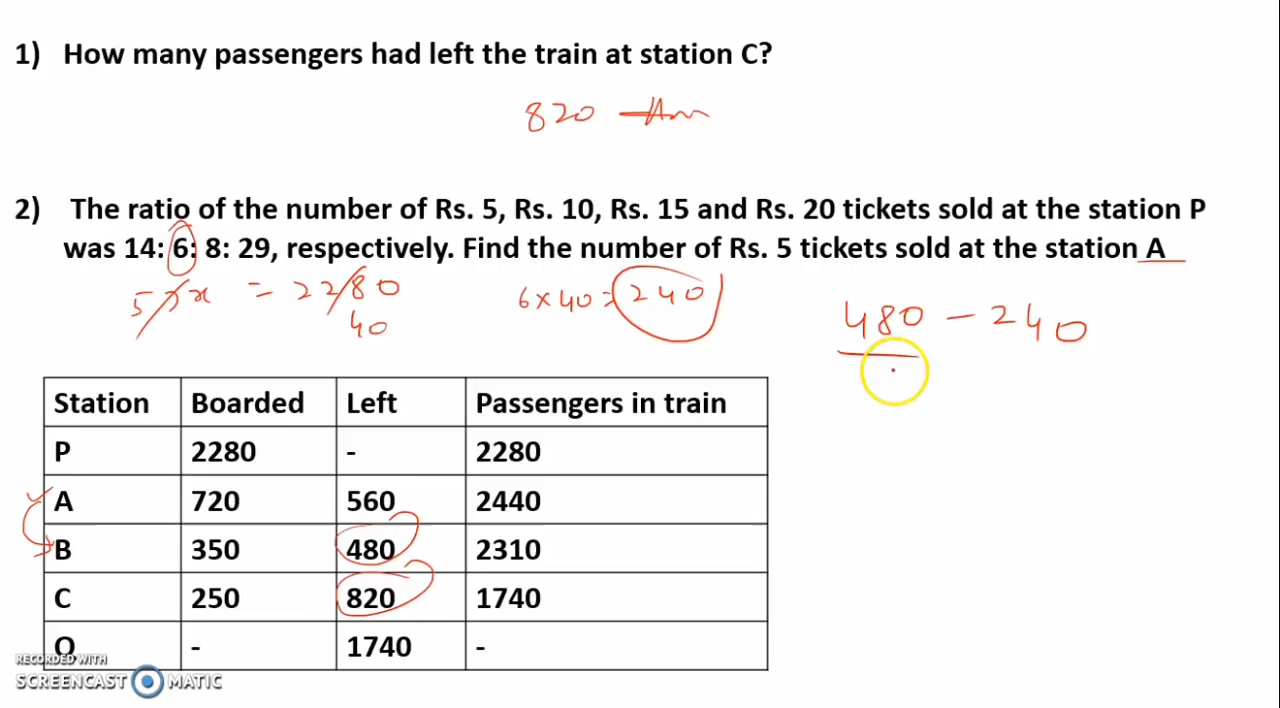 1) How many passengers had left the train at station C?
820 Ans
2) The ratio of the number of Rs. 5, Rs. 10, Rs. 15 and Rs. 20 tickets sold at the station P
was 14: 6: 8: 29, respectively. Find the number of Rs. 5 tickets sold at the station A
57x = 2280
40
6×40 = 240
480 - 240
Station Boarded Left Passengers in train
P 2280 - 2280
A 720 560 2440
B 350 480 2310
C 250 820 1740
Q - 1740 -
RECORDED WITH
SCREENCAST MATIC